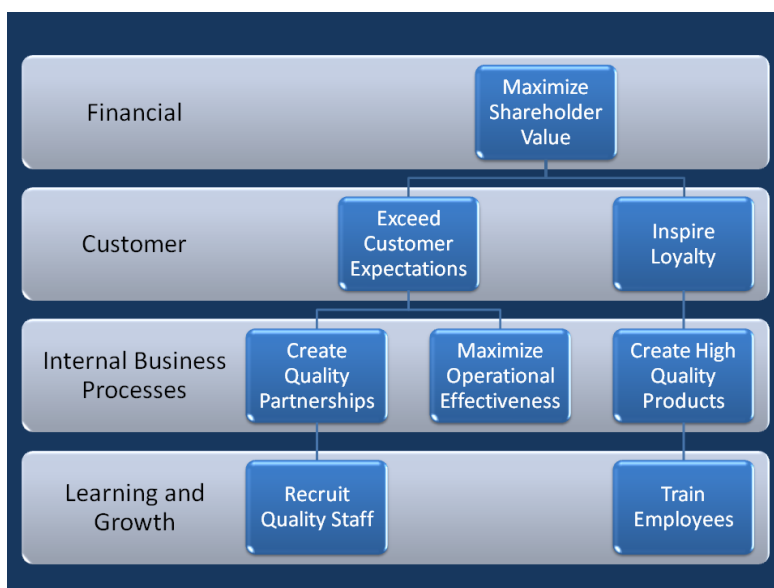 Financial
Maximize
Shareholder
Value
Customer
Exceed
Customer
Expectations
Inspire
Loyalty
Internal Business
Processes
Create
Quality
Partnerships
Maximize
Operational
Effectiveness
Create High
Quality
Products
Learning and
Growth
Recruit
Quality Staff
Train
Employees